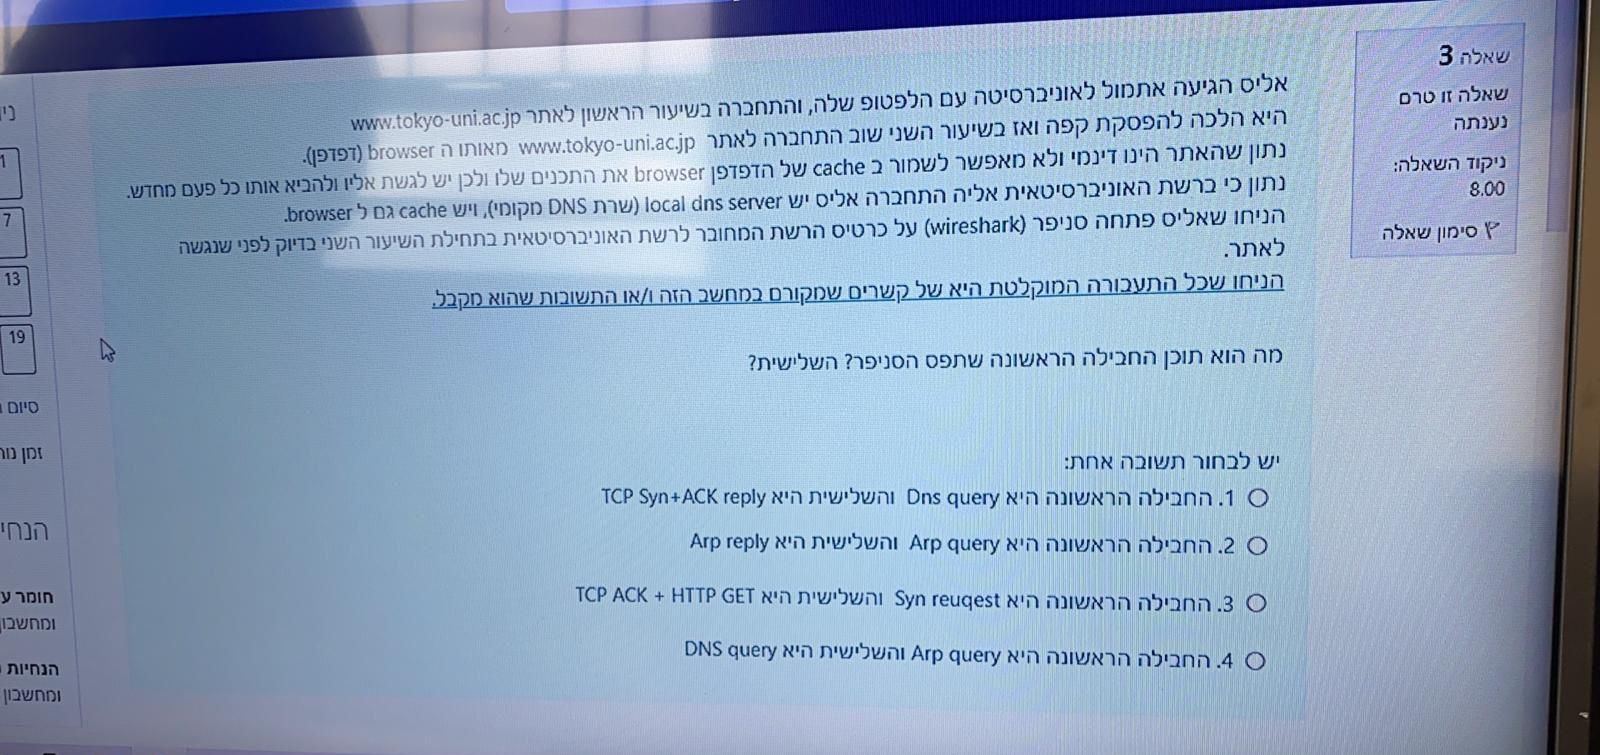 שאלה 3
שאלה זו טרם
נענתה
ניקוד השאלה:
8.00
סימון שאלה
אליס הגיעה אתמול לאוניברסיטה עם הלפטופ שלה, והתחברה בשיעור הראשון לאתר www.tokyo-uni.ac.jp
היא הלכה להפסקת קפה ואז בשיעור השני שוב התחברה לאתר www.tokyo-uni.ac.jp מאותו ה browser (דפדפן).
נתון שהאתר הינו דינמי ולא מאפשר לשמור ב cache של הדפדפן browser את התכנים שלו ולכן יש לגשת אליו ולהביא אותו כל פעם מחדש.
נתון כי ברשת האוניברסיטאית אליה התחברה אליס יש local dns server (שרת DNS מקומי), ויש cache גם ל browser.
הניחו שאליס פתחה סניפר (wireshark) על כרטיס הרשת המחובר לרשת האוניברסיטאית בתחילת השיעור השני בדיוק לפני שנגשה
לאתר.
הניחו שכל התעבורה המוקלטת היא של קשרים שמקורם במחשב הזה ו/או התשובות שהוא מקבל.
מה הוא תוכן החבילה הראשונה שתפס הסניפר? השלישית?
יש לבחור תשובה אחת:
1. החבילה הראשונה היא Dns query והשלישית היא TCP Syn+ACK reply
2. החבילה הראשונה היא Arp query והשלישית היא Arp reply
3. החבילה הראשונה היא Syn reuqest והשלישית היא TCP ACK + HTTP GET
4. החבילה הראשונה היא Arp query והשלישית היא DNS query
1
7
13
19
סיום
זמן
חומר
ומחשבון
הנחיות
ומחשבון